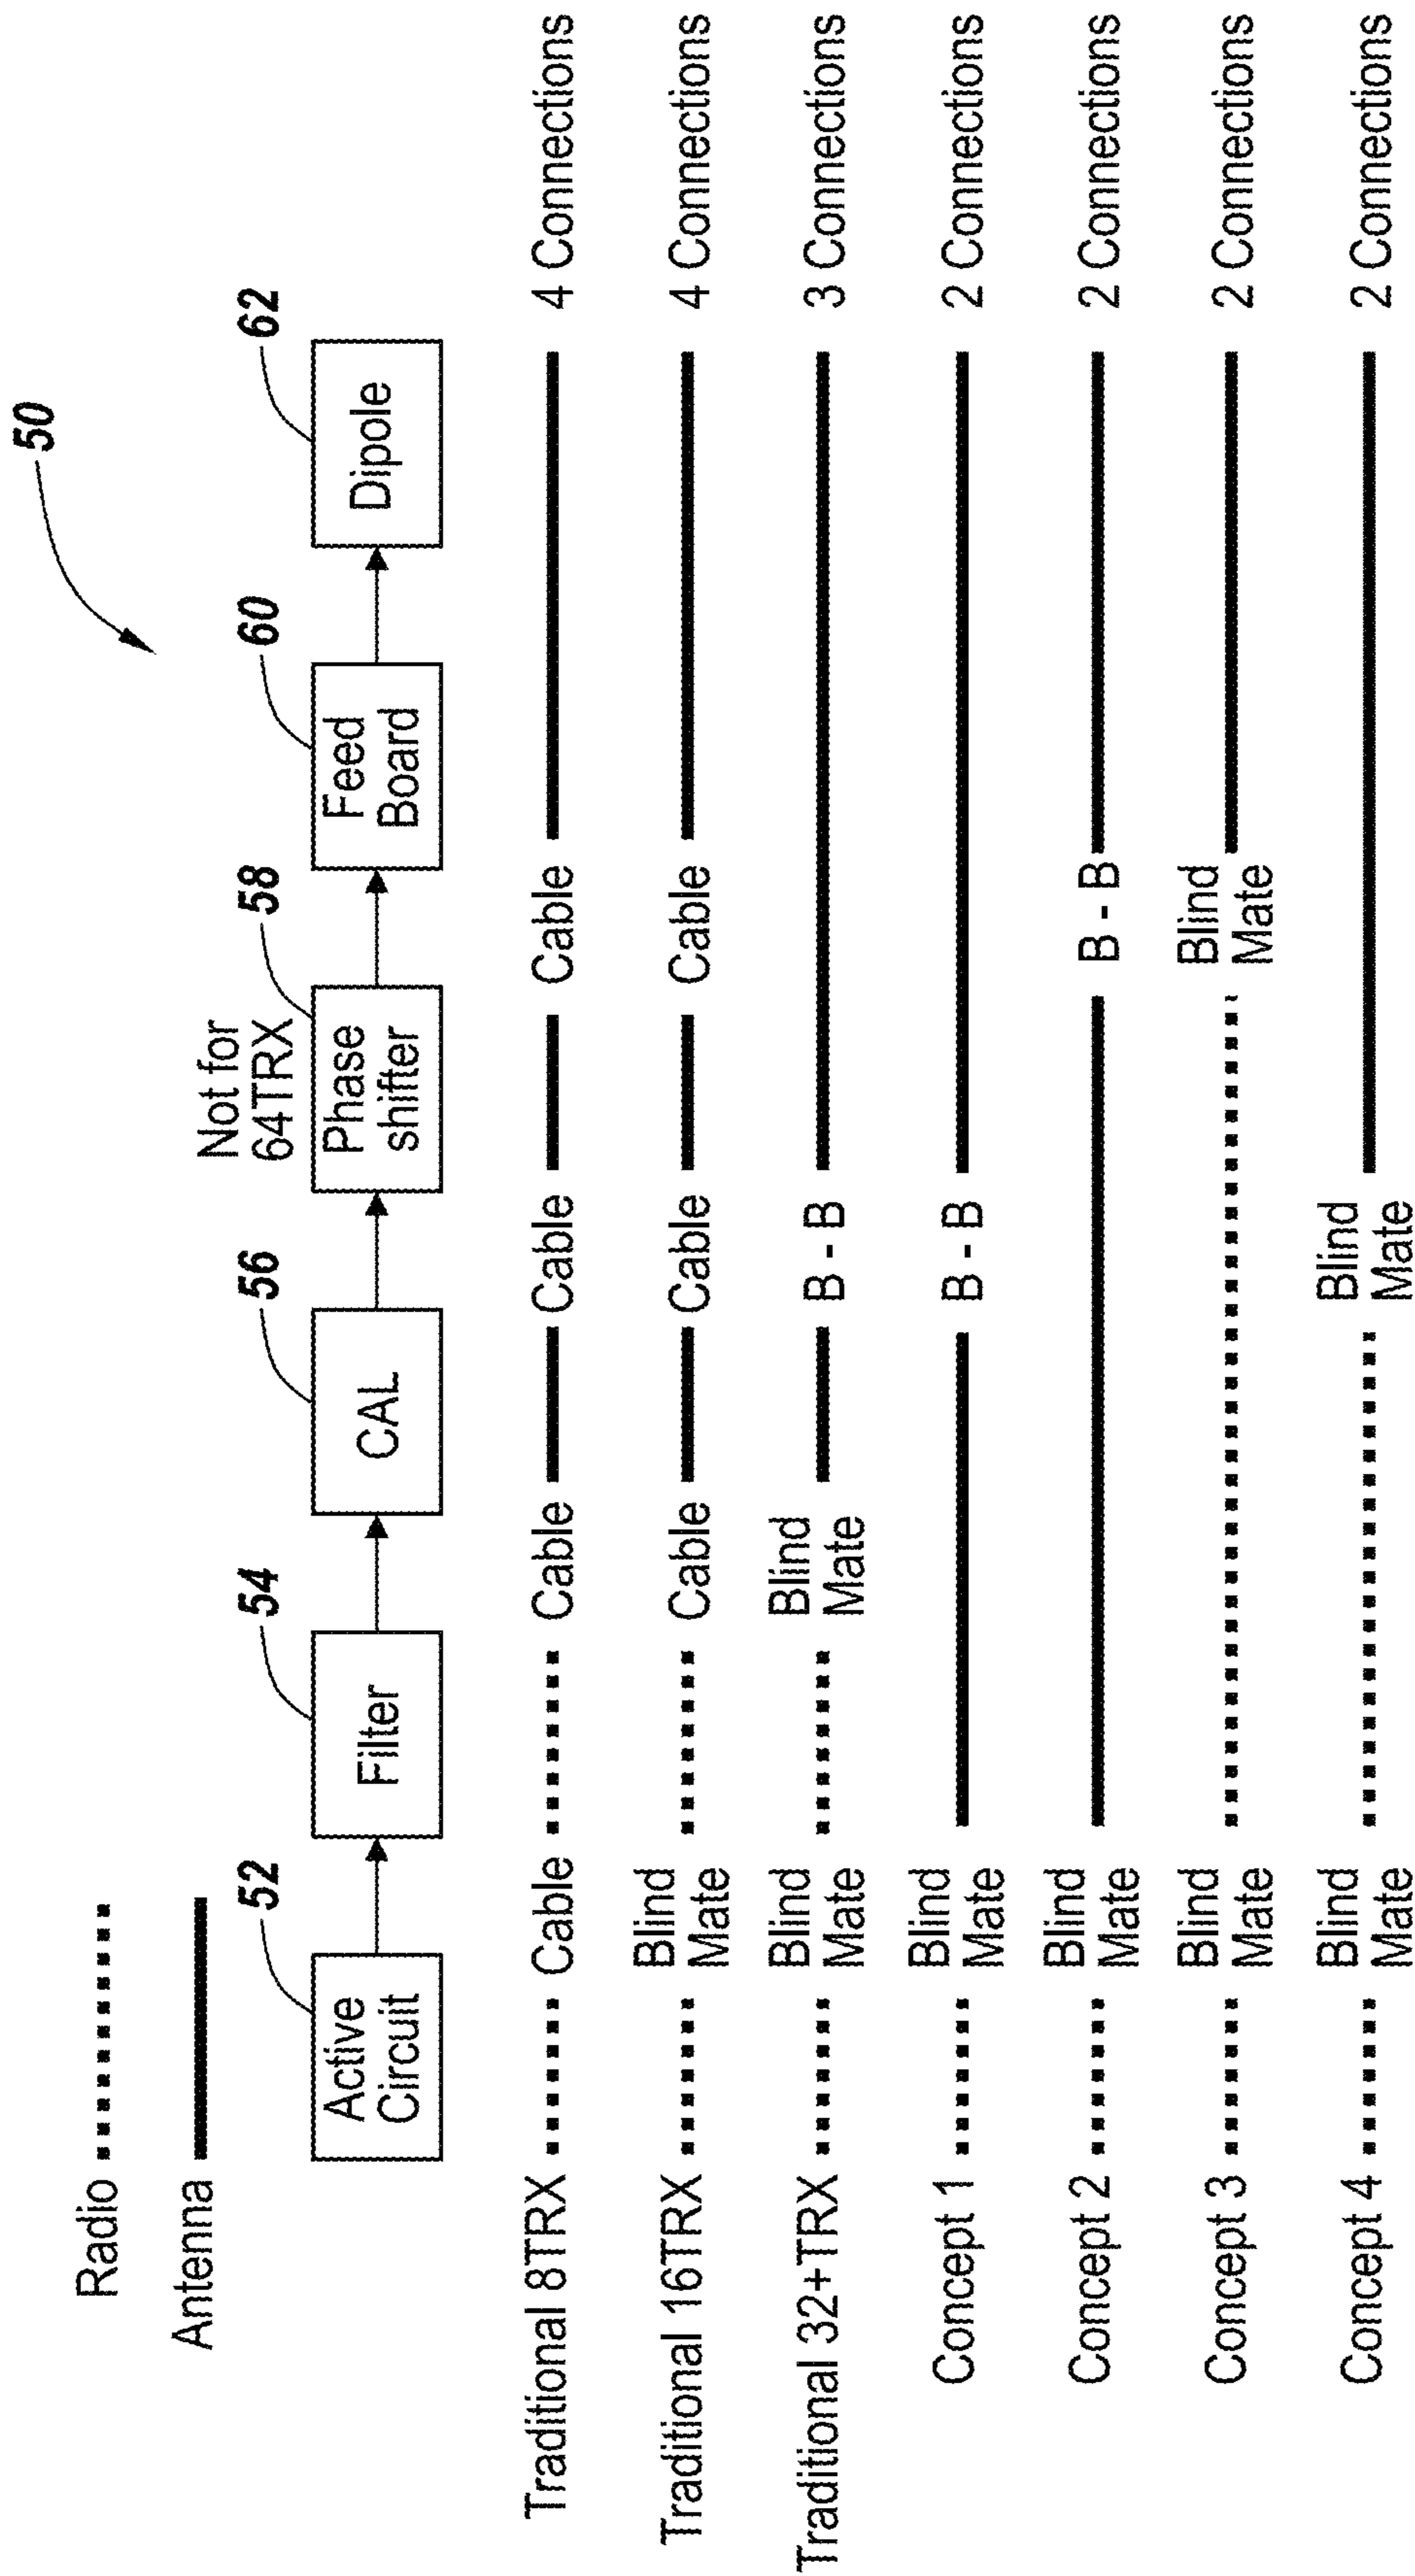 50
Radio
Antenna
Not for
64TRX
52
54
56
58
60
62
Active
Circuit
Filter
CAL
Phase
shifter
Feed
Board
Dipole
Traditional 8TRX Cable Cable Cable Cable 4 Connections
Traditional 16TRX Blind Mate Cable Cable Cable 4 Connections
Traditional 32+TRX Blind Mate Blind Mate B - B 3 Connections
Concept 1 Blind Mate B - B 2 Connections
Concept 2 Blind Mate B - B 2 Connections
Concept 3 Blind Mate Blind Mate 2 Connections
Concept 4 Blind Mate Blind Mate 2 Connections